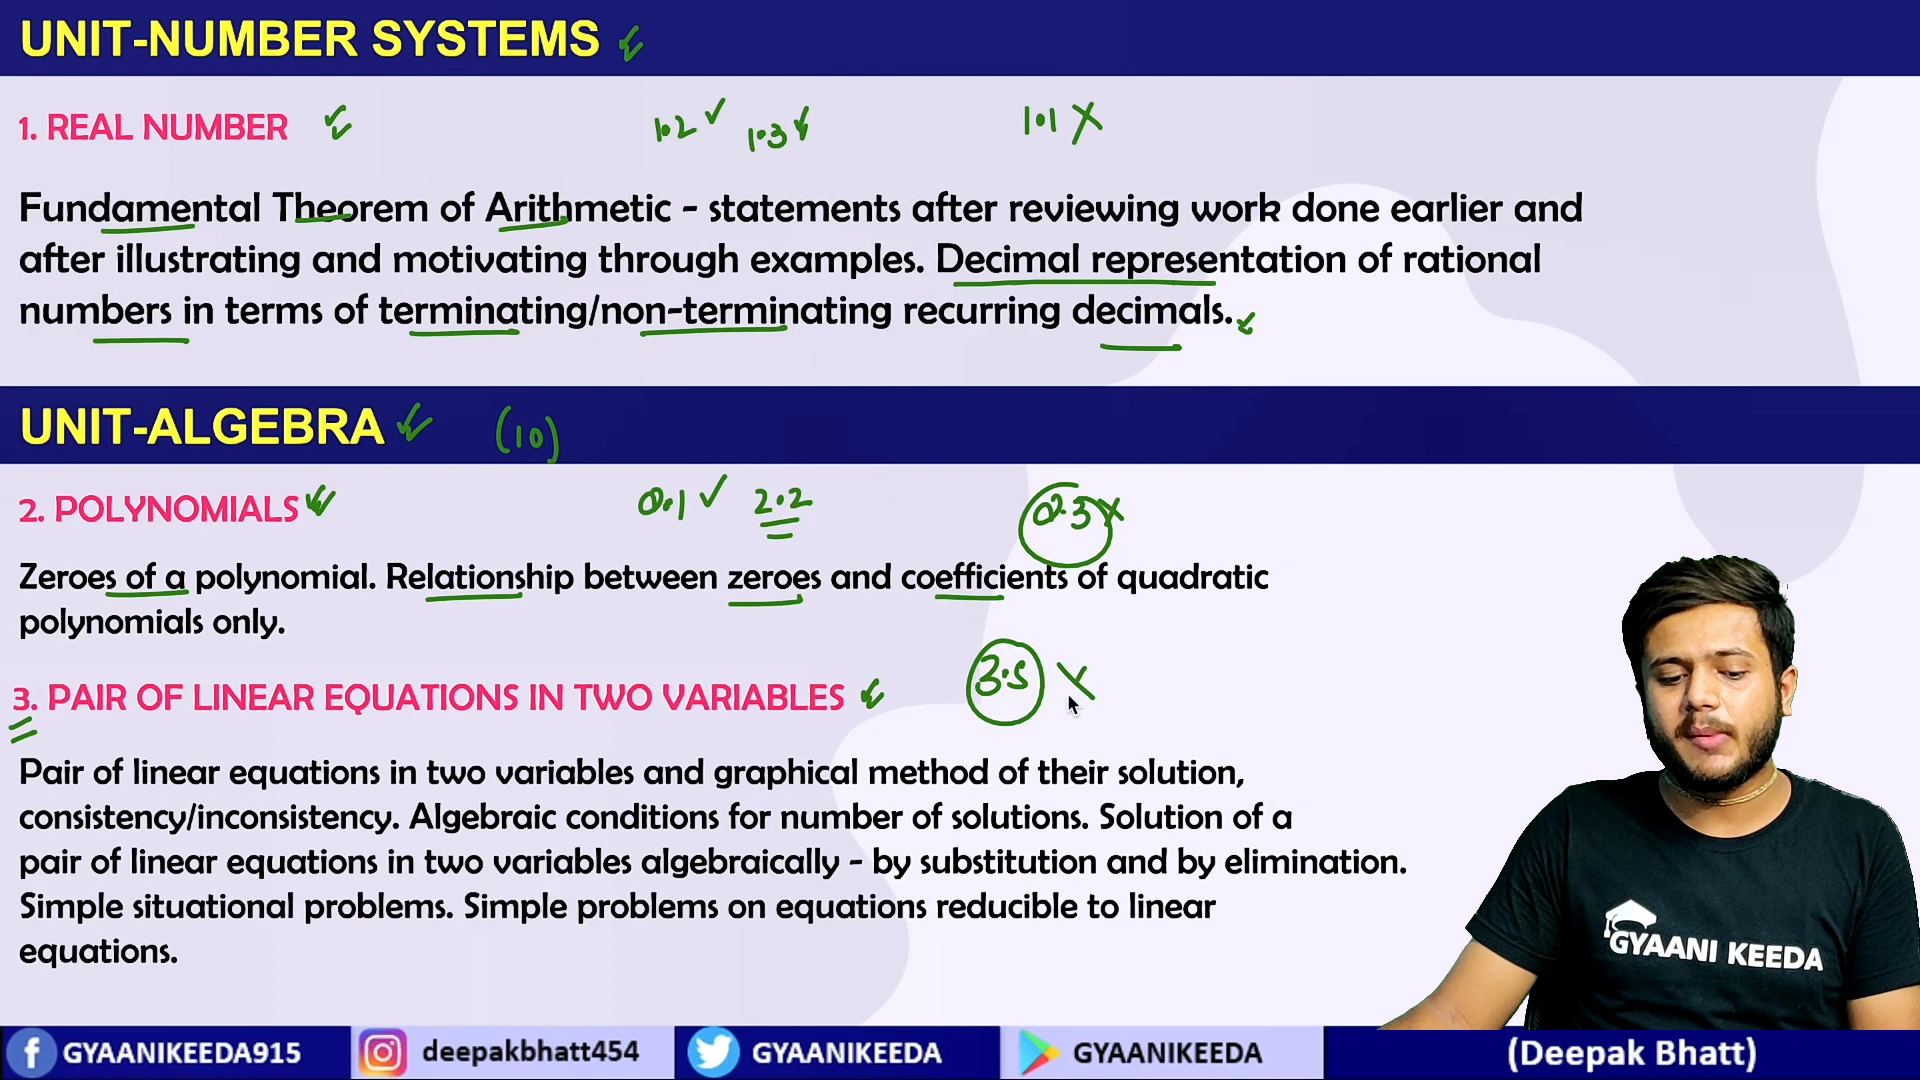 UNIT-NUMBER SYSTEMS
1. REAL NUMBER 1.2 ✓ 1.3 ✓ 1.1 X
Fundamental Theorem of Arithmetic - statements after reviewing work done earlier and
after illustrating and motivating through examples. Decimal representation of rational
numbers in terms of terminating/non-terminating recurring decimals.
UNIT-ALGEBRA (10)
2. POLYNOMIALS 2.1 ✓ 2.2 2.3 X
Zeroes of a polynomial. Relationship between zeroes and coefficients of quadratic
polynomials only.
3. PAIR OF LINEAR EQUATIONS IN TWO VARIABLES 3.5 X
Pair of linear equations in two variables and graphical method of their solution,
consistency/inconsistency. Algebraic conditions for number of solutions. Solution of a
pair of linear equations in two variables algebraically - by substitution and by elimination.
Simple situational problems. Simple problems on equations reducible to linear
equations.
GYAANI KEEDA
GYAANIKEEDA915 deepakbhatt454 GYAANIKEEDA GYAANIKEEDA (Deepak Bhatt)